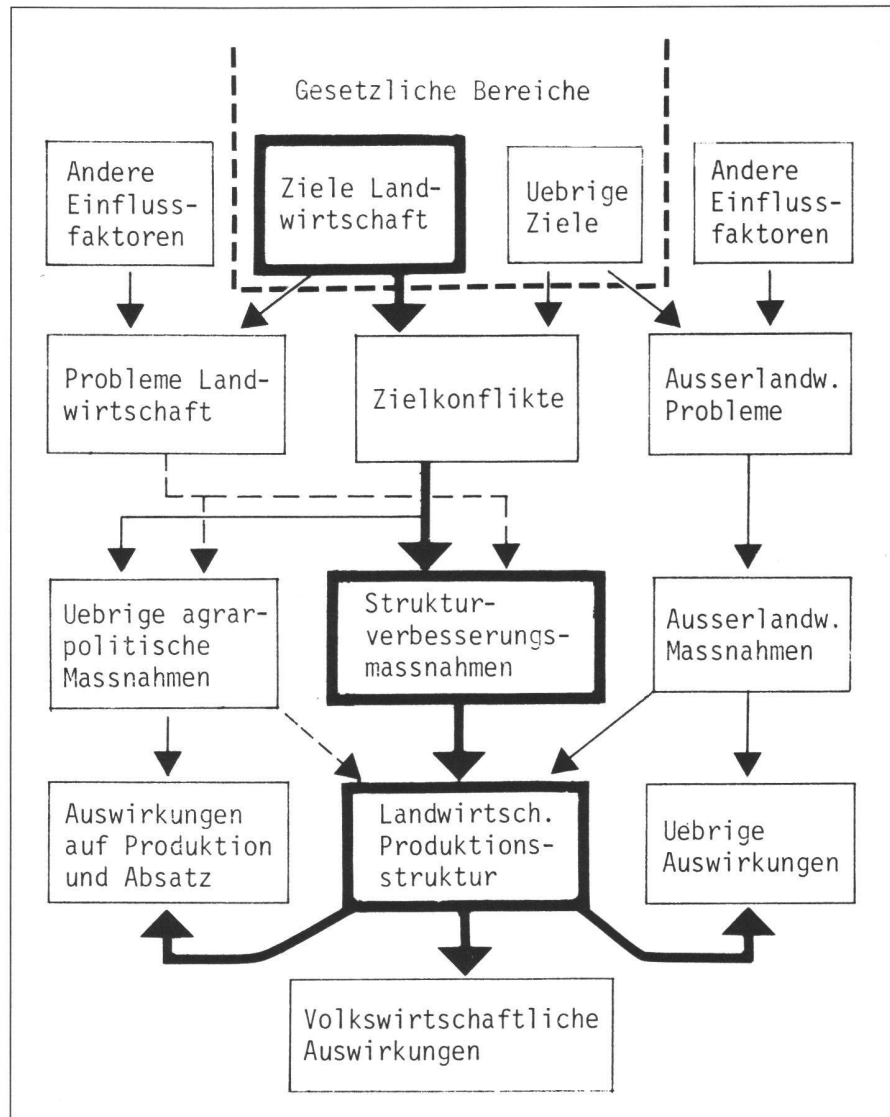 Gesetzliche Bereiche
Andere
Einfluss-
faktoren
Ziele Land-
wirtschaft
Uebrige
Ziele
Andere
Einfluss-
faktoren
Probleme Land-
wirtschaft
Zielkonflikte
Ausserlandw.
Probleme
Uebrige agrar-
politische
Massnahmen
Struktur-
verbesserungs-
massnahmen
Ausserlandw.
Massnahmen
Auswirkungen
auf Produktion
und Absatz
Landwirtsch.
Produktions-
struktur
Uebrige
Auswirkungen
Volkswirtschaftliche
Auswirkungen